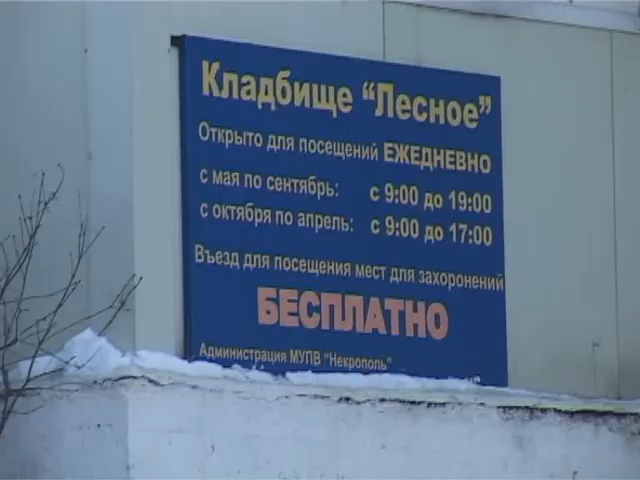 Кладбище "Лесное"
Открыто для посещений ЕЖЕДНЕВНО
с мая по сентябрь: с 9:00 до 19:00
с октября по апрель: с 9:00 до 17:00
Въезд для посещения мест для захоронений
БЕСПЛАТНО
Администрация МУПВ "Некрополь"